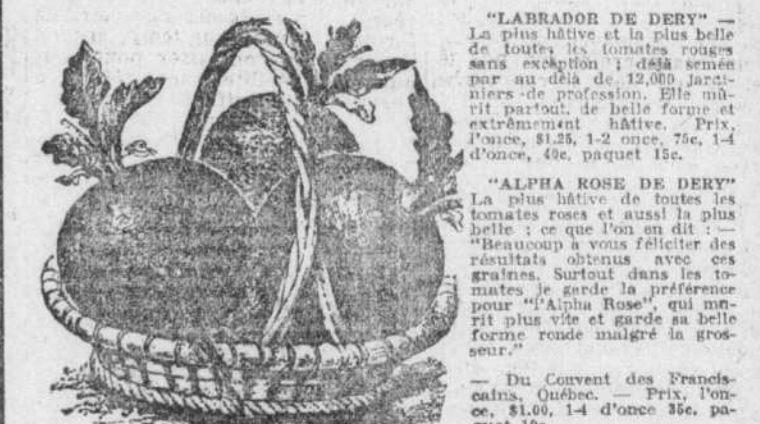 "LABRADOR DE DERY" —
La plus hâtive et la plus belle
de toutes les tomates rouges
sans exception ; déjà semée
par au delà de 12,000 jardi-
niers de profession. Elle mû-
rit partout, de belle forme et
extrêmement hâtive. Prix,
l'once, $1.25, 1-2 once, 75c, 1-4
d'once, 40c, paquet 15c.
"ALPHA ROSE DE DERY"
La plus hâtive de toutes les
tomates roses et aussi la plus
belle ; ce que l'on en dit : —
"Beaucoup à vous féliciter des
résultats obtenus avec ces
graines. Surtout dans les to-
mates je garde la préférence
pour "l'Alpha Rose", qui mû-
rit plus vite et garde sa belle
forme ronde malgré la gros-
seur."
— Du Couvent des Francis-
cains, Québec. — Prix, l'on-
ce, $1.00, 1-4 d'once 35c, pa-